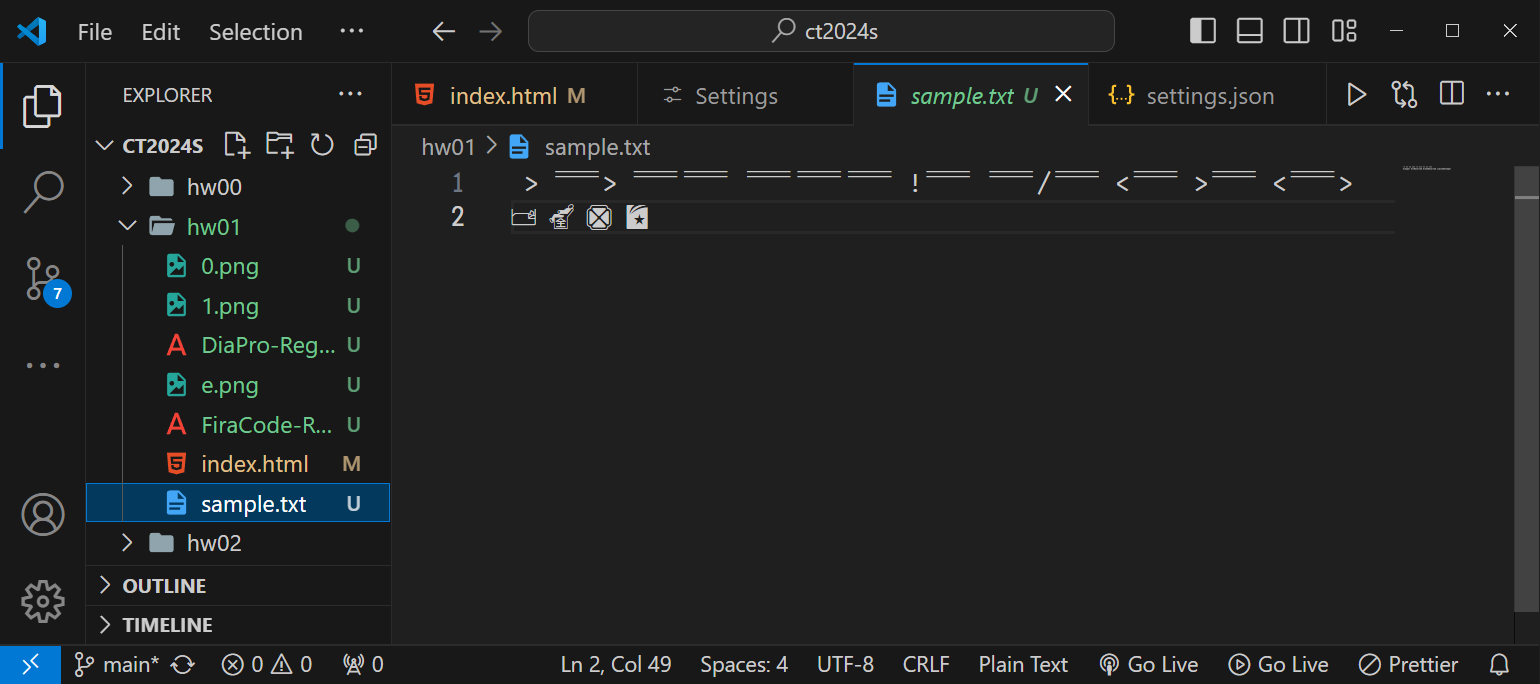 File Edit Selection ··· ct2024s
EXPLORER ···
CT2024S
hw00
hw01
0.png U
1.png U
DiaPro-Reg... U
e.png U
FiraCode-R... U
index.html M
sample.txt U
hw02
OUTLINE
TIMELINE
7
index.html M Settings sample.txt U settings.json ···
hw01 > sample.txt
1
2
main* 0 0 0 Ln 2, Col 49 Spaces: 4 UTF-8 CRLF Plain Text Go Live Go Live Prettier